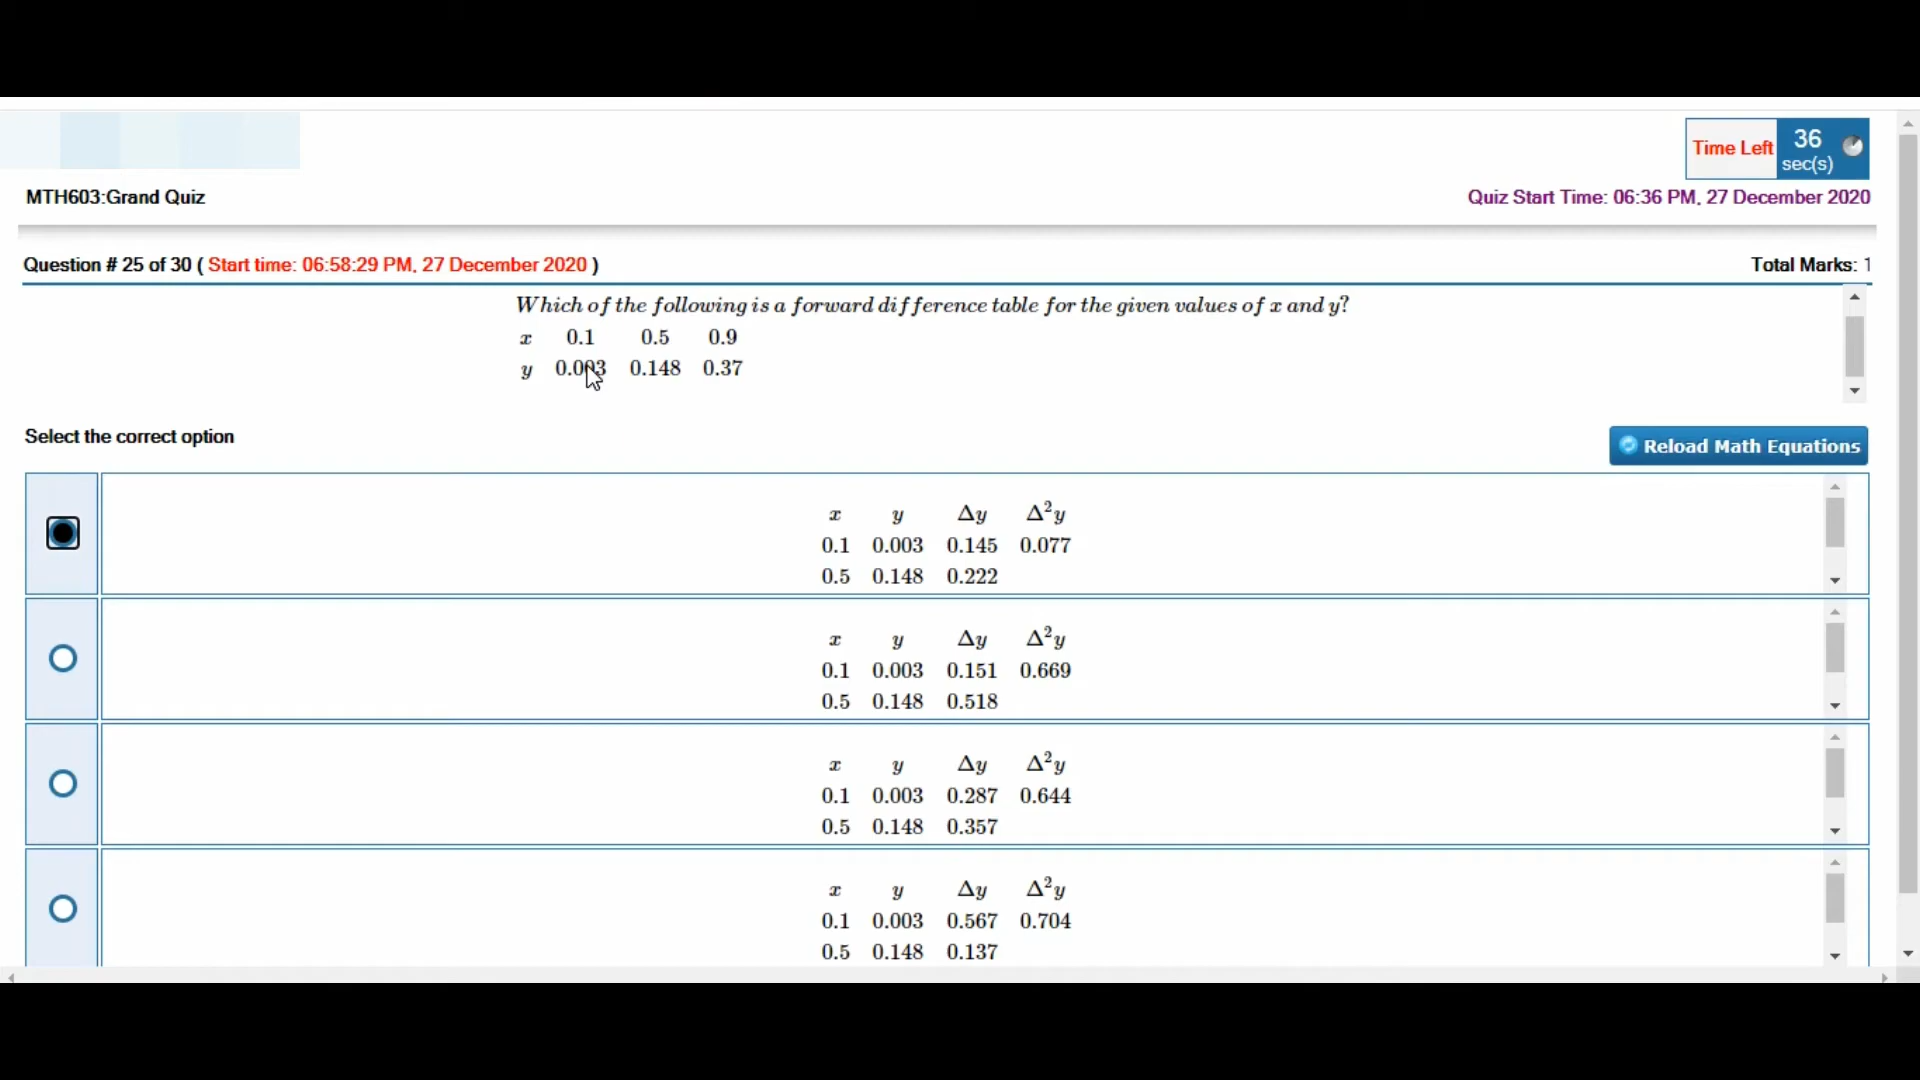 Time Left 36 sec(s)
MTH603:Grand Quiz
Quiz Start Time: 06:36 PM, 27 December 2020
Question # 25 of 30 ( Start time: 06:58:29 PM, 27 December 2020 )
Total Marks: 1
Which of the following is a forward difference table for the given values of x and y?
x 0.1 0.5 0.9
y 0.003 0.148 0.37
Select the correct option
Reload Math Equations
x y Δy Δ²y
0.1 0.003 0.145 0.077
0.5 0.148 0.222
x y Δy Δ²y
0.1 0.003 0.151 0.669
0.5 0.148 0.518
x y Δy Δ²y
0.1 0.003 0.287 0.644
0.5 0.148 0.357
x y Δy Δ²y
0.1 0.003 0.567 0.704
0.5 0.148 0.137